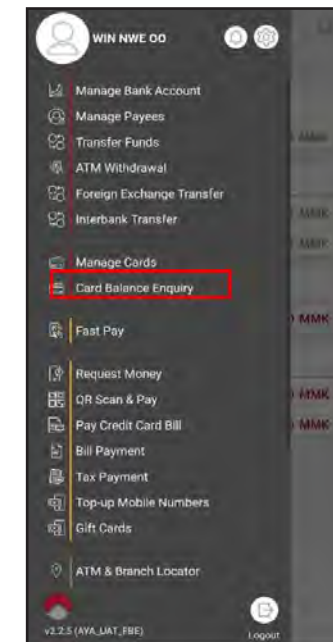 WIN NWE OO
Manage Bank Account
Manage Payees
Transfer Funds
ATM Withdrawal
Foreign Exchange Transfer
Interbank Transfer
Manage Cards
Card Balance Enquiry
Fast Pay
MMK
Request Money
QR Scan & Pay
MMK
Pay Credit Card Bill
MMK
Bill Payment
Tax Payment
Top-up Mobile Numbers
Gift Cards
ATM & Branch Locator
v2.2.5 (AYA_UAT_FBE)
Logout